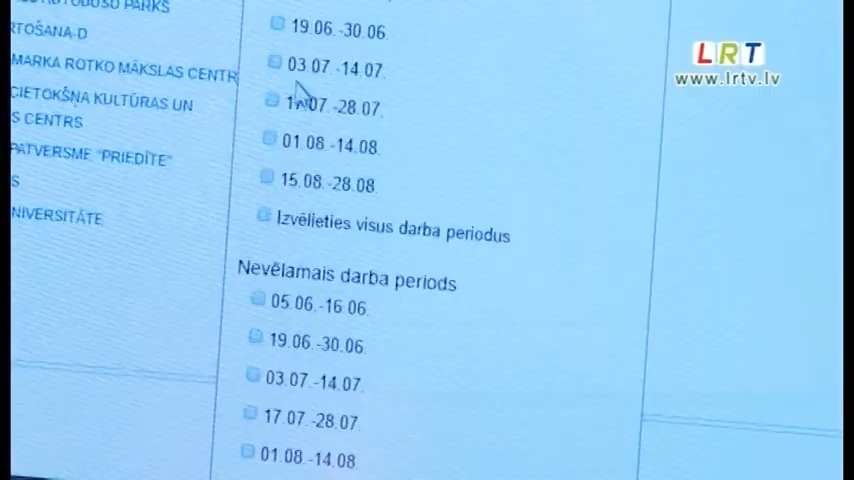 PARKS
MARKA ROTKO MĀKSLAS CENTR
CIETOKŠŅA KULTŪRAS UN
S CENTRS
PATVERSME "PRIEDĪTE"
S
NIVERSITĀTE
19.06.-30.06.
03.07.-14.07.
07.-28.07.
01.08.-14.08.
15.08.-28.08.
Izvēlieties visus darba periodus
Nevēlamais darba periods
05.06.-16.06.
19.06.-30.06.
03.07.-14.07.
17.07.-28.07.
01.08.-14.08.
LRT
www.lrtv.lv